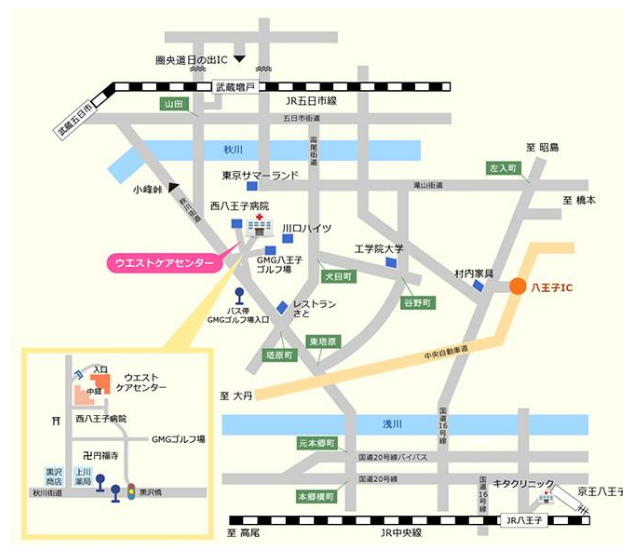 圏央道日の出IC
武蔵増戸
JR五日市線
武蔵五日市
山田
五日市街道
秋川
高尾街道
至 昭島
左入町
東京サマーランド
滝山街道
小峰峠
秋川街道
至 橋本
西八王子病院
川口ハイツ
工学院大学
ウエストケアセンター
GMG八王子
ゴルフ場
犬目町
村内家具
八王子IC
谷野町
バス停
GMGゴルフ場入口
レストラン
さと
東塔原
塔原町
中央自動車道
至 大丹
入口
ウエスト
ケアセンター
中庭
西八王子病院
GMGゴルフ場
卍円福寺
黒沢
商店
上川
薬局
秋川街道
黒沢橋
浅川
国道16号線
元本郷町
国道20号線バイパス
国道20号線
本郷横町
国道16号線
キタクリニック
京王八王子
JR八王子
至 高尾
JR中央線